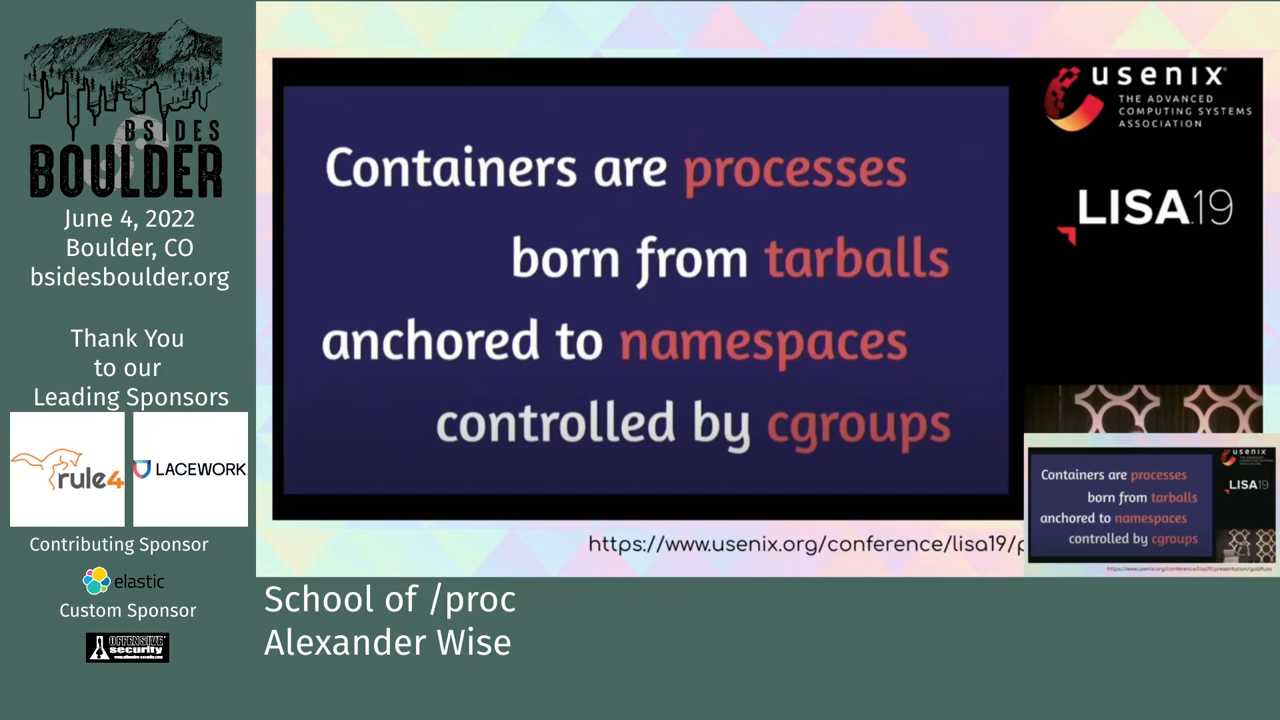 BSIDES
BOULDER
June 4, 2022
Boulder, CO
bsidesboulder.org
Thank You
to our
Leading Sponsors
rule4
LACEWORK
Contributing Sponsor
elastic
Custom Sponsor
OFFENSIVE
security
Containers are processes
born from tarballs
anchored to namespaces
controlled by cgroups
usenix
THE ADVANCED
COMPUTING SYSTEMS
ASSOCIATION
LISA19
https://www.usenix.org/conference/lisa19/p
Containers are processes
born from tarballs
anchored to namespaces
controlled by cgroups
usenix
LISA19
School of /proc
Alexander Wise